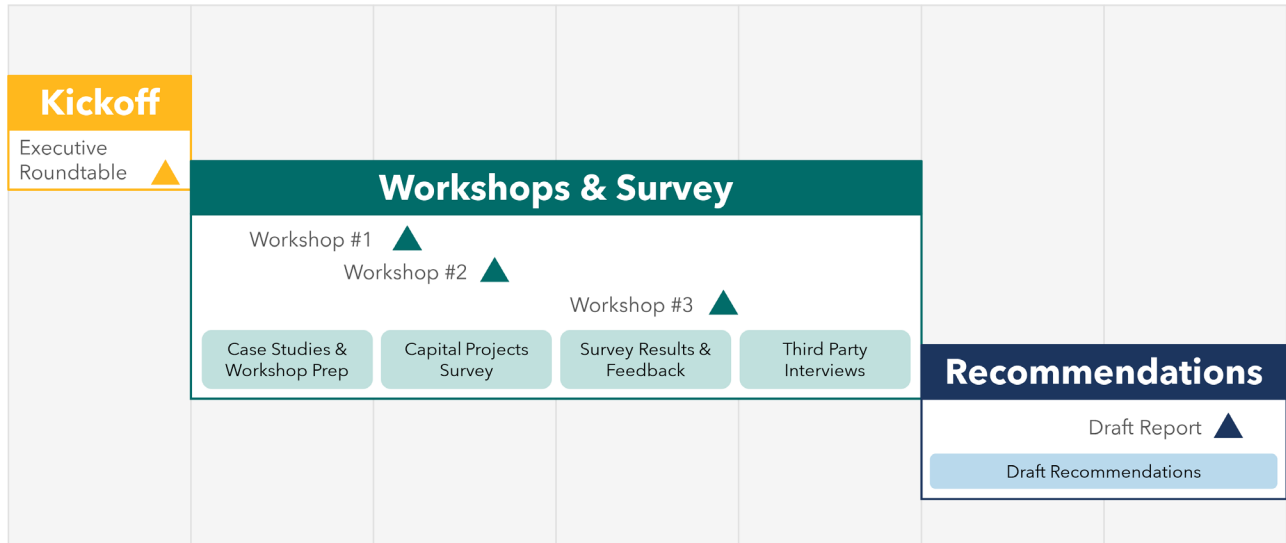 Kickoff
Executive
Roundtable
Workshops & Survey
Workshop #1
Workshop #2
Workshop #3
Case Studies &
Workshop Prep
Capital Projects
Survey
Survey Results &
Feedback
Third Party
Interviews
Recommendations
Draft Report
Draft Recommendations